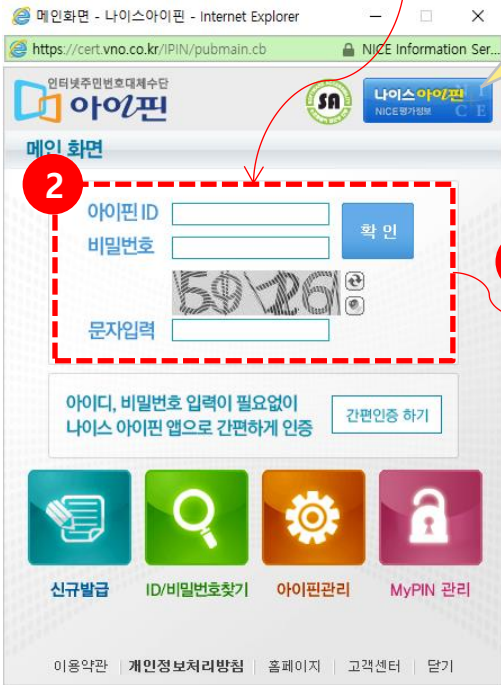 메인화면 - 나이스아이핀 - Internet Explorer
https://cert.vno.co.kr/IPIN/pubmain.cb NICE Information Ser...
인터넷주민번호대체수단
아이핀
SA
나이스아이핀
NICE평가정보
메인 화면
2
아이핀 ID
비밀번호
확 인
5926
문자입력
아이디, 비밀번호 입력이 필요없이
나이스 아이핀 앱으로 간편하게 인증
간편인증 하기
신규발급 ID/비밀번호찾기 아이핀관리 MyPIN 관리
이용약관 개인정보처리방침 홈페이지 고객센터 닫기